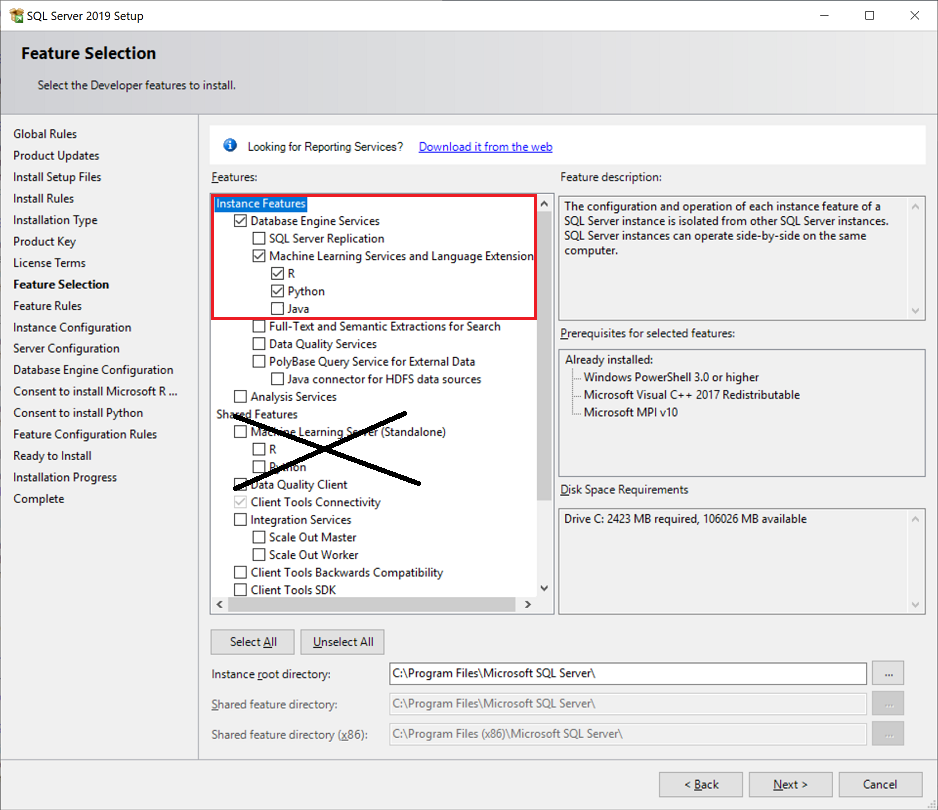 SQL Server 2019 Setup
Feature Selection
Select the Developer features to install.
Global Rules
Product Updates
Install Setup Files
Install Rules
Installation Type
Product Key
License Terms
Feature Selection
Feature Rules
Instance Configuration
Server Configuration
Database Engine Configuration
Consent to install Microsoft R ...
Consent to install Python
Feature Configuration Rules
Ready to Install
Installation Progress
Complete
Looking for Reporting Services? Download it from the web
Features:
Instance Features
Database Engine Services
SQL Server Replication
Machine Learning Services and Language Extension
R
Python
Java
Full-Text and Semantic Extractions for Search
Data Quality Services
PolyBase Query Service for External Data
Java connector for HDFS data sources
Analysis Services
Shared Features
Machine Learning Server (Standalone)
R
Python
Data Quality Client
Client Tools Connectivity
Integration Services
Scale Out Master
Scale Out Worker
Client Tools Backwards Compatibility
Client Tools SDK
Feature description:
The configuration and operation of each instance feature of a
SQL Server instance is isolated from other SQL Server instances.
SQL Server instances can operate side-by-side on the same
computer.
Prerequisites for selected features:
Already installed:
Windows PowerShell 3.0 or higher
Microsoft Visual C++ 2017 Redistributable
Microsoft MPI v10
Disk Space Requirements
Drive C: 2423 MB required, 106026 MB available
Select All
Unselect All
Instance root directory: C:\Program Files\Microsoft SQL Server\ ...
Shared feature directory: C:\Program Files\Microsoft SQL Server\ ...
Shared feature directory (x86): C:\Program Files (x86)\Microsoft SQL Server\ ...
< Back
Next >
Cancel